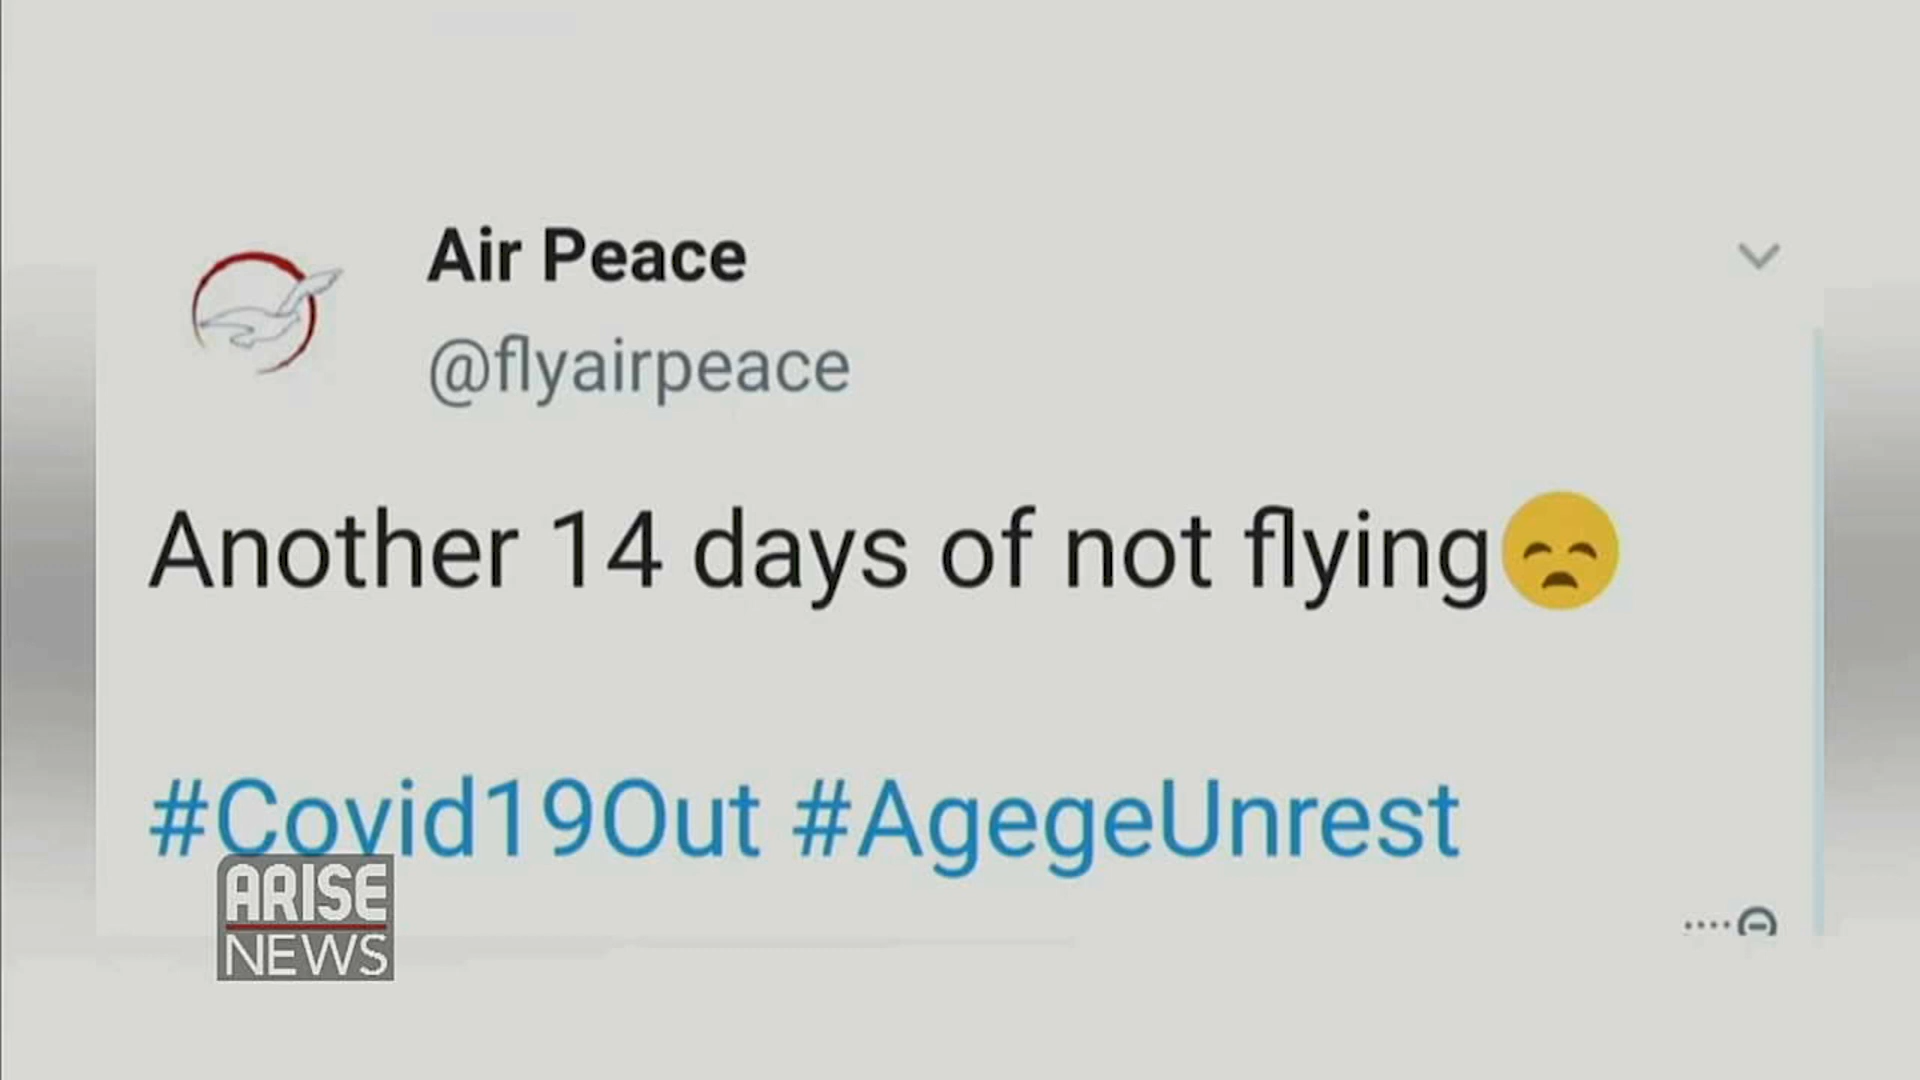 Air Peace
@flyairpeace
Another 14 days of not flying😞
#Covid19Out #AgegeUnrest
ARISE
NEWS